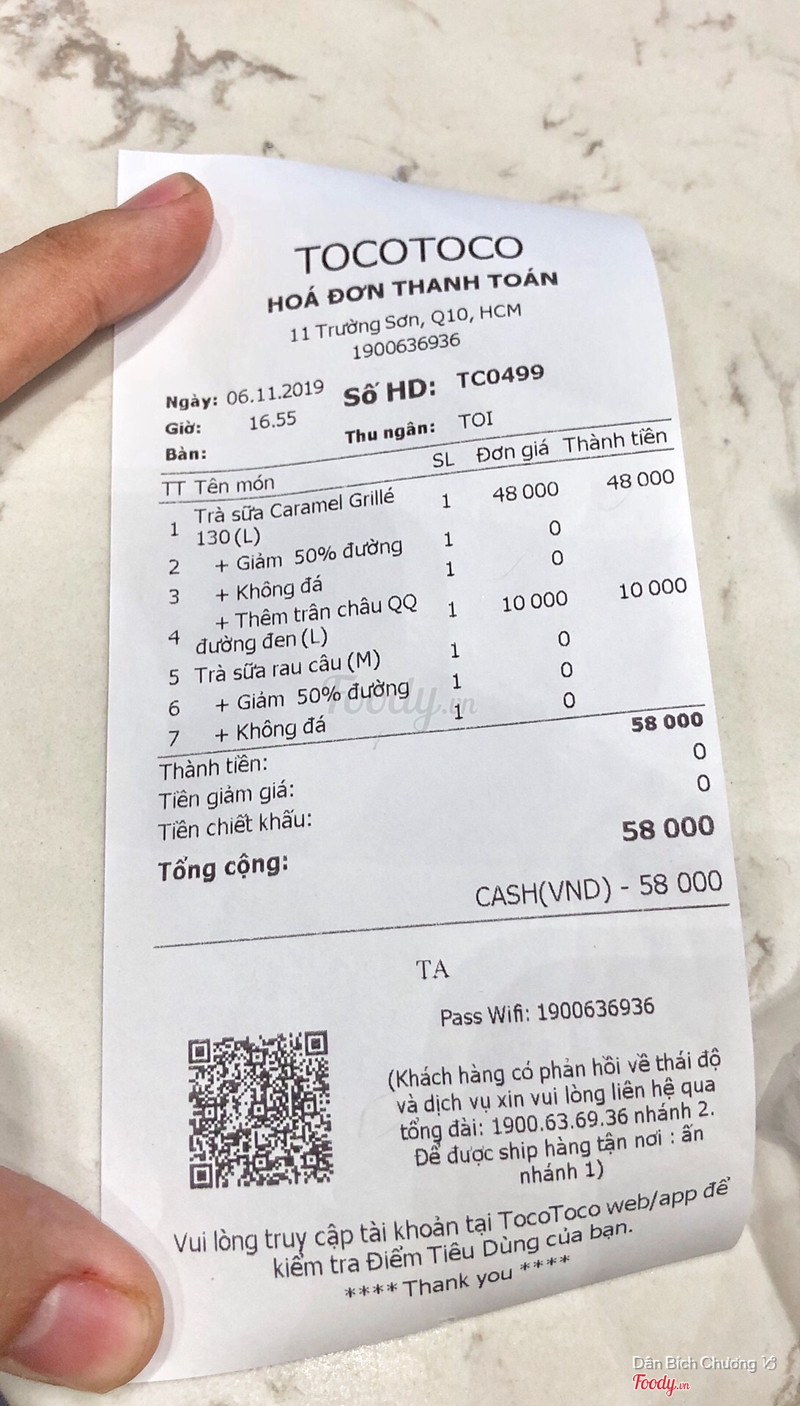 TOCOTOCO
HOÁ ĐƠN THANH TOÁN
11 Trường Sơn, Q10, HCM
1900636936
Ngày: 06.11.2019 Số HD: TC0499
Giờ: 16.55 Thu ngân: TOI
Bàn:
TT Tên món SL Đơn giá Thành tiền
1 Trà sữa Caramel Grillé 1 48 000 48 000
130 (L)
2 + Giảm 50% đường 1 0
3 + Không đá 1 0
4 + Thêm trân châu QQ 1 10 000 10 000
đường đen (L)
5 Trà sữa rau câu (M) 1 0
6 + Giảm 50% đường 1 0
7 + Không đá 1 0
Thành tiền: 58 000
Tiền giảm giá: 0
Tiền chiết khấu: 0
Tổng cộng: 58 000
CASH(VND) - 58 000
TA
Pass Wifi: 1900636936
(Khách hàng có phản hồi về thái độ
và dịch vụ xin vui lòng liên hệ qua
tổng đài: 1900.63.69.36 nhánh 2.
Để được ship hàng tận nơi : ấn
nhánh 1)
Vui lòng truy cập tài khoản tại TocoToco web/app để
kiểm tra Điểm Tiêu Dùng của bạn.
**** Thank you ****
Foody.vn
Dán Bích Chương
Foody.vn